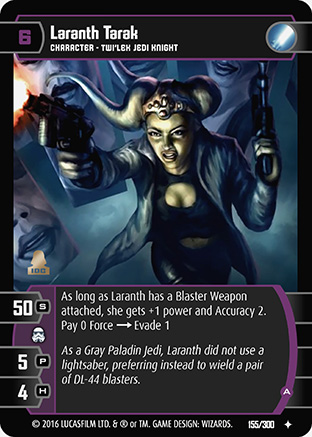 6
Laranth Tarak
CHARACTER - TWI'LEK JEDI KNIGHT
IDC
50 S
As long as Laranth has a Blaster Weapon
attached, she gets +1 power and Accuracy 2.
Pay 0 Force → Evade 1
5 P
4 H
As a Gray Paladin Jedi, Laranth did not use a
lightsaber, preferring instead to wield a pair
of DL-44 blasters.
A
© 2016 LUCASFILM LTD. & ® or TM. GAME DESIGN: WIZARDS.
155/300